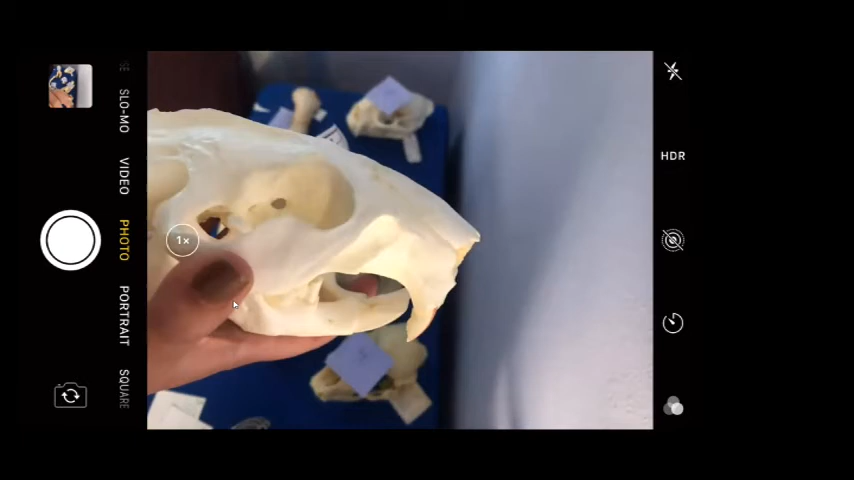 SLO-MO
VIDEO
PHOTO
PORTRAIT
SQUARE
1×
HDR